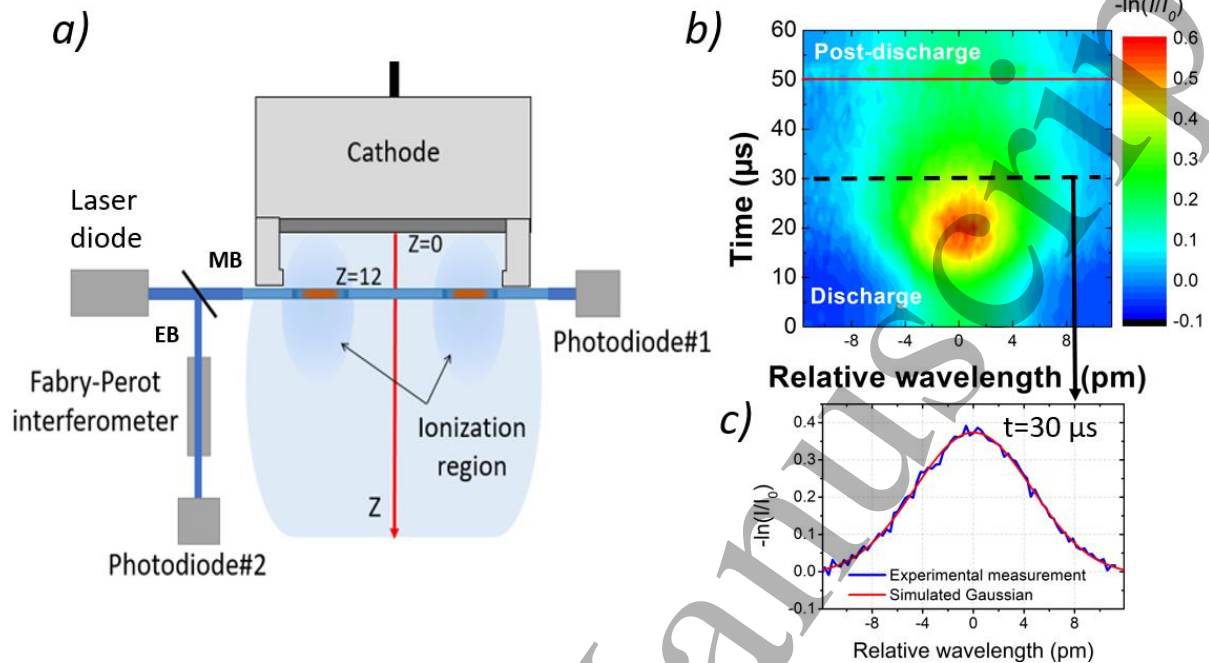 a)
Cathode
Laser
diode
MB
Z=0
Z=12
EB
Photodiode#1
Fabry-Perot
interferometer
Ionization
region
Z
Photodiode#2
b)
-ln(I/I0)
60
50
40
30
20
10
0
Time (µs)
Post-discharge
Discharge
-8
-4
0
4
8
0.6
0.5
0.4
0.3
0.2
0.1
0.0
-0.1
Relative wavelength (pm)
c)
t=30 µs
0.4
0.3
0.2
0.1
0.0
-0.1
-ln(I/I0)
Experimental measurement
Simulated Gaussian
-8
-4
0
4
8
Relative wavelength (pm)